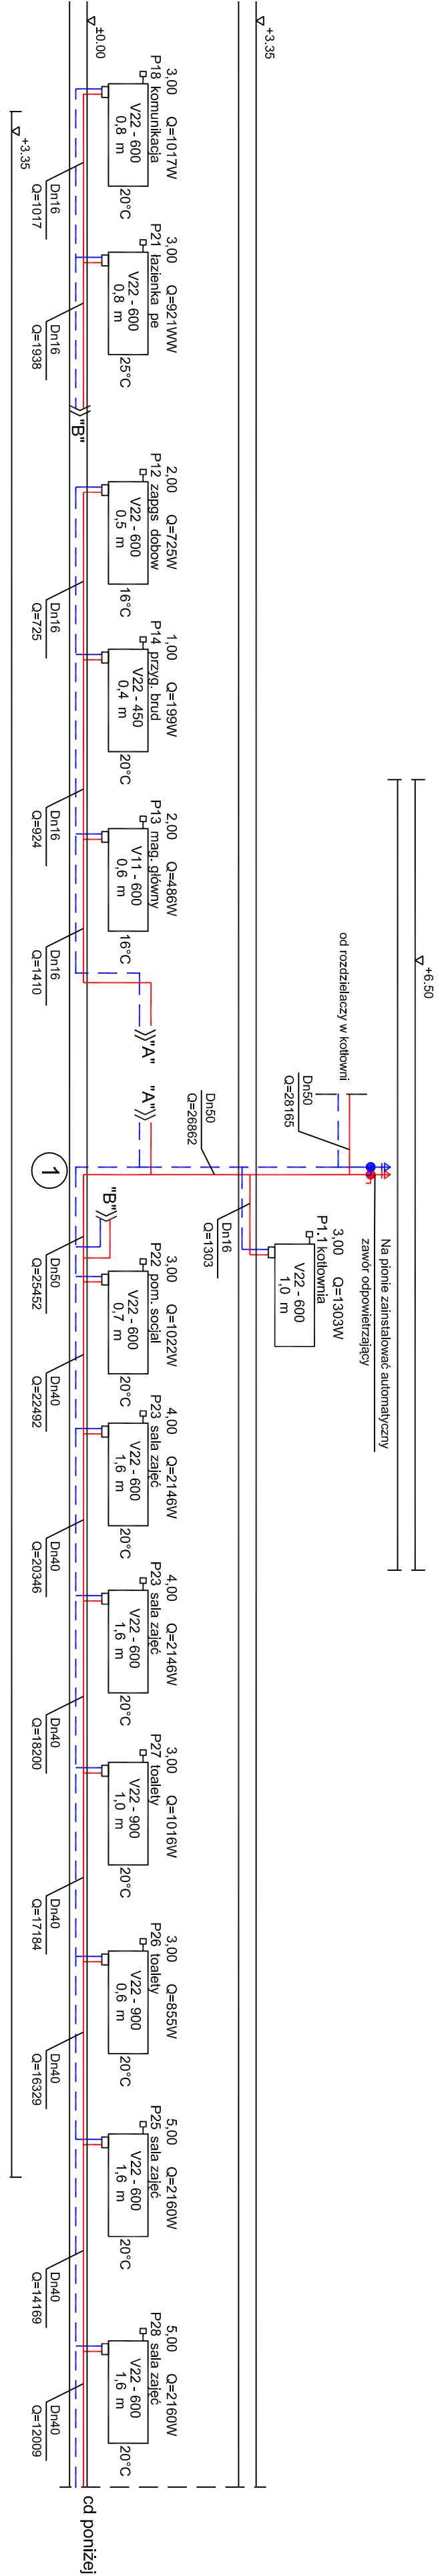 +3.35
+6.50
±0.00
+3.35
3,00 Q=1017W
P18 komunikacja
V22 - 600
0,8 m
20°C
Dn16
Q=1017
3,00 Q=921WW
P21 łazienka pe
V22 - 600
0,8 m
25°C
Dn16
Q=1938
"B"
2,00 Q=725W
P12 zapgs dobow
V22 - 600
0,5 m
16°C
Dn16
Q=725
1,00 Q=199W
P14 przyg. brud
V22 - 450
0,4 m
20°C
Dn16
Q=924
2,00 Q=486W
P13 mag. główny
V11 - 600
0,6 m
16°C
Dn16
Q=1410
"A"
"A"
od rozdzielaczy w kotłowni
Dn50
Q=28165
Dn50
Q=26862
Na pionie zainstalować automatyczny
zawór odpowietrzający
3,00 Q=1303W
P1.1 kotłownia
V22 - 600
1,0 m
Dn16
Q=1303
1
"B"
Dn50
Q=25452
3,00 Q=1022W
P22 pom. socjal
V22 - 600
0,7 m
20°C
Dn40
Q=22492
4,00 Q=2146W
P23 sala zajęć
V22 - 600
1,6 m
20°C
Dn40
Q=20346
4,00 Q=2146W
P23 sala zajęć
V22 - 600
1,6 m
20°C
Dn40
Q=18200
3,00 Q=1016W
P27 toalety
V22 - 900
1,0 m
20°C
Dn40
Q=17184
3,00 Q=855W
P26 toalety
V22 - 900
0,6 m
20°C
Dn40
Q=16329
5,00 Q=2160W
P25 sala zajęć
V22 - 600
1,6 m
20°C
Dn40
Q=14169
5,00 Q=2160W
P28 sala zajęć
V22 - 600
1,6 m
20°C
Dn40
Q=12009
cd poniżej